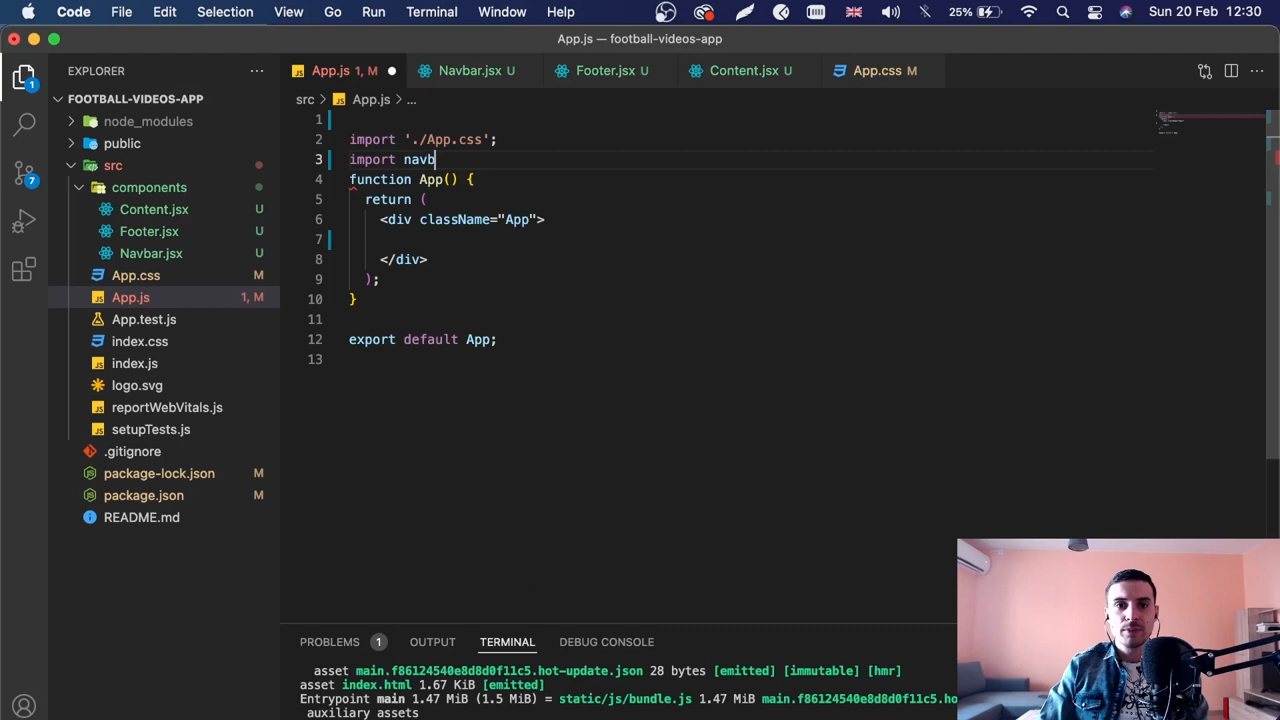 Code File Edit Selection View Go Run Terminal Window Help 25% Sun 20 Feb 12:30
App.js — football-videos-app
EXPLORER
App.js 1, M
Navbar.jsx U
Footer.jsx U
Content.jsx U
App.css M
FOOTBALL-VIDEOS-APP
node_modules
public
src
components
Content.jsx U
Footer.jsx U
Navbar.jsx U
App.css M
App.js 1, M
App.test.js
index.css
index.js
logo.svg
reportWebVitals.js
setupTests.js
.gitignore
package-lock.json M
package.json M
README.md
1
7
src > App.js > ...
1
2 import './App.css';
3 import navb
4 function App() {
5 return (
6 <div className="App">
7
8 </div>
9 );
10 }
11
12 export default App;
13
PROBLEMS 1 OUTPUT TERMINAL DEBUG CONSOLE
asset main.f86124540e8d8d0f11c5.hot-update.json 28 bytes [emitted] [immutable] [hmr]
asset index.html 1.67 KiB [emitted]
Entrypoint main 1.47 MiB (1.5 MiB) = static/js/bundle.js 1.47 MiB main.f86124540e8d8d0f11c5.ho
auxiliary assets